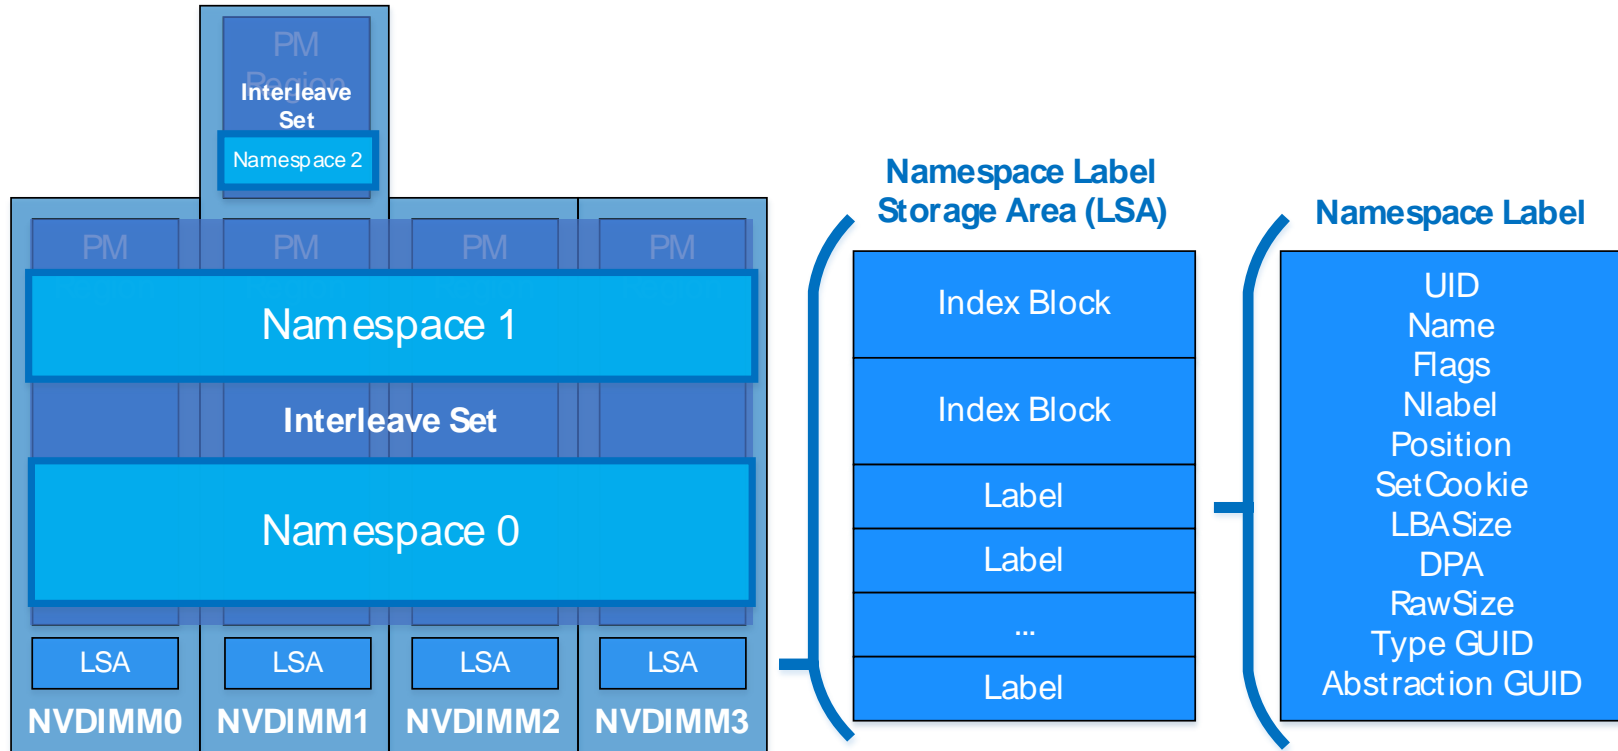 PM
Region
Interleave
Set
Namespace 2
PM
PM
PM
PM
Namespace 1
Interleave Set
Namespace 0
LSA
LSA
LSA
LSA
NVDIMM0
NVDIMM1
NVDIMM2
NVDIMM3
Namespace Label
Storage Area (LSA)
Index Block
Index Block
Label
Label
...
Label
Namespace Label
UID
Name
Flags
Nlabel
Position
SetCookie
LBASize
DPA
RawSize
Type GUID
Abstraction GUID